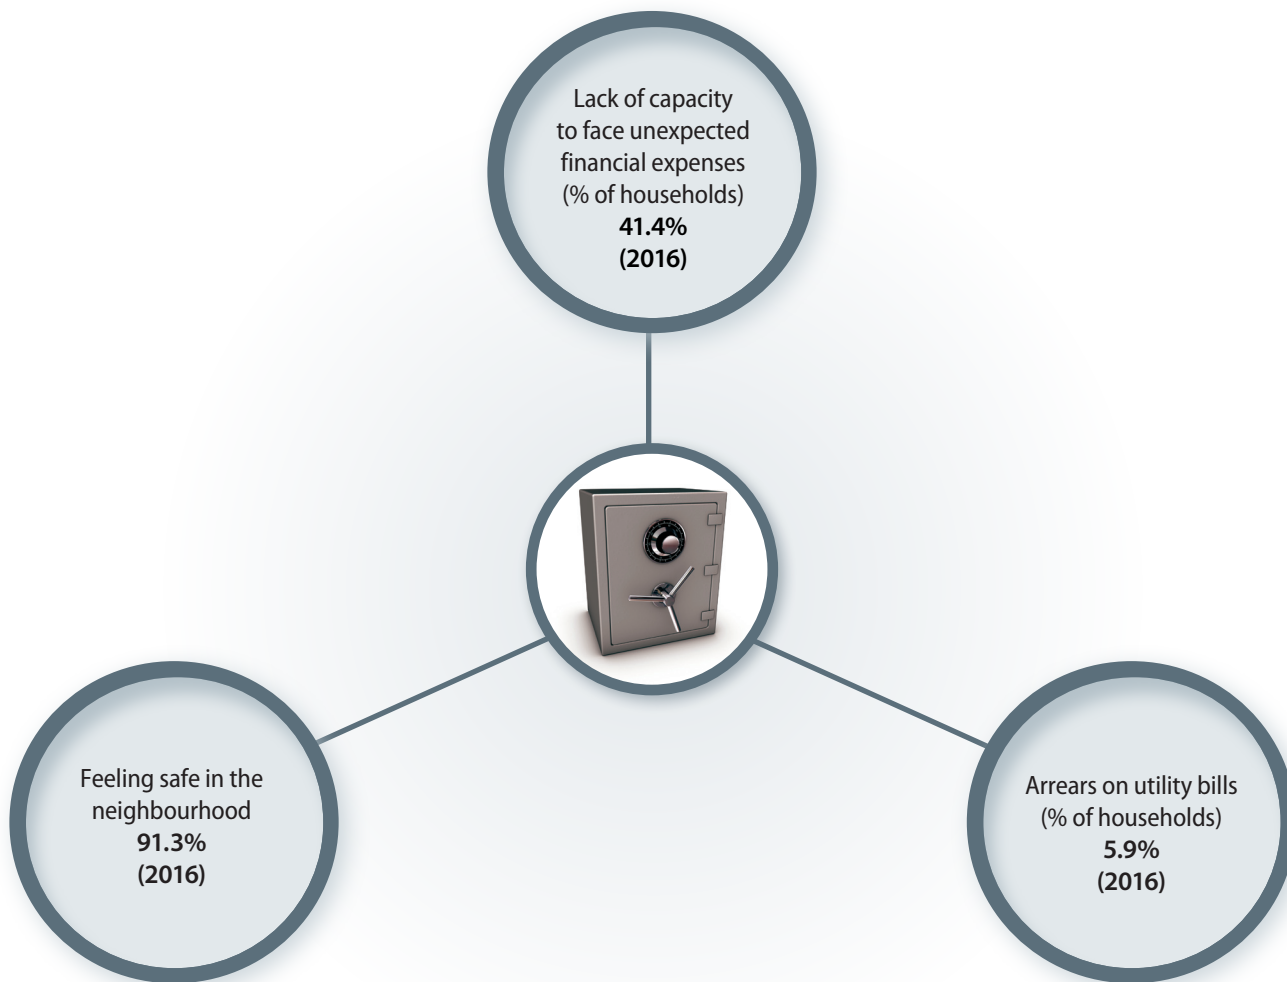 Lack of capacity
to face unexpected
financial expenses
(% of households)
41.4%
(2016)
Feeling safe in the
neighbourhood
91.3%
(2016)
Arrears on utility bills
(% of households)
5.9%
(2016)